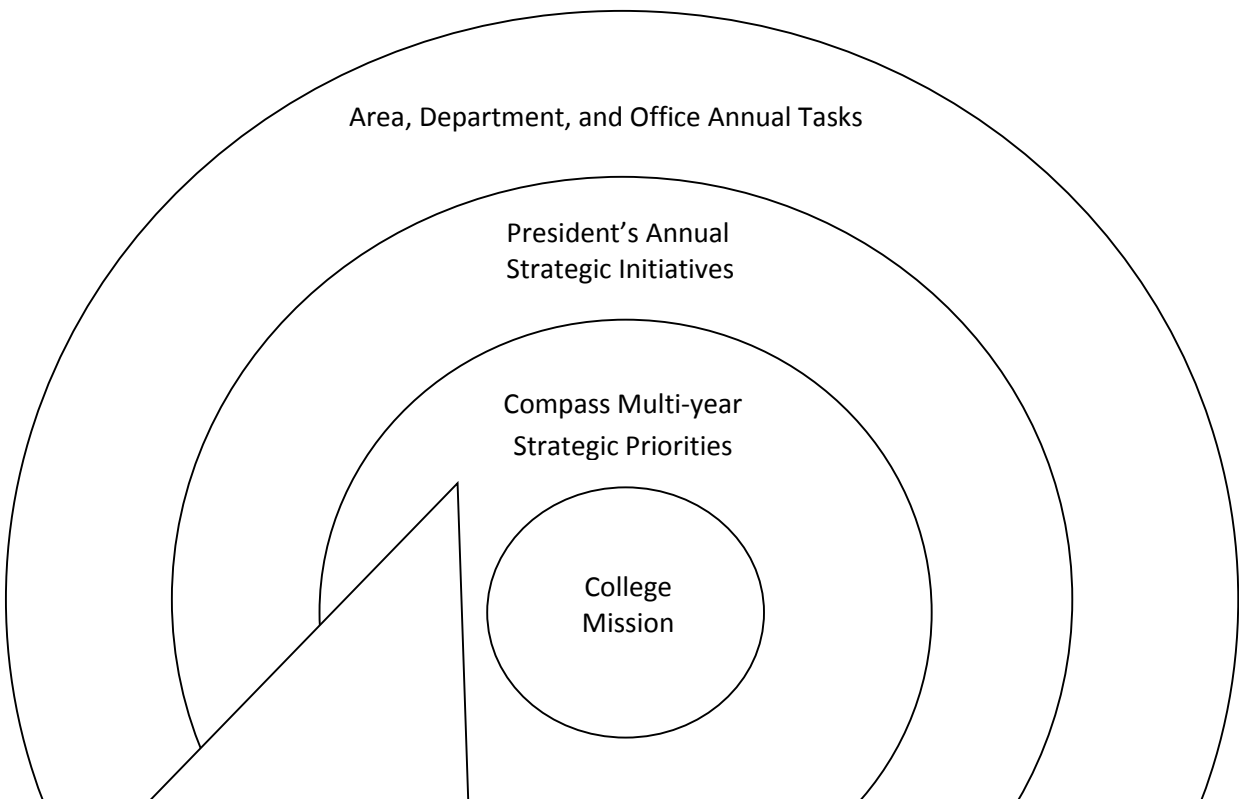 Area, Department, and Office Annual Tasks
President’s Annual
Strategic Initiatives
Compass Multi-year
Strategic Priorities
College
Mission